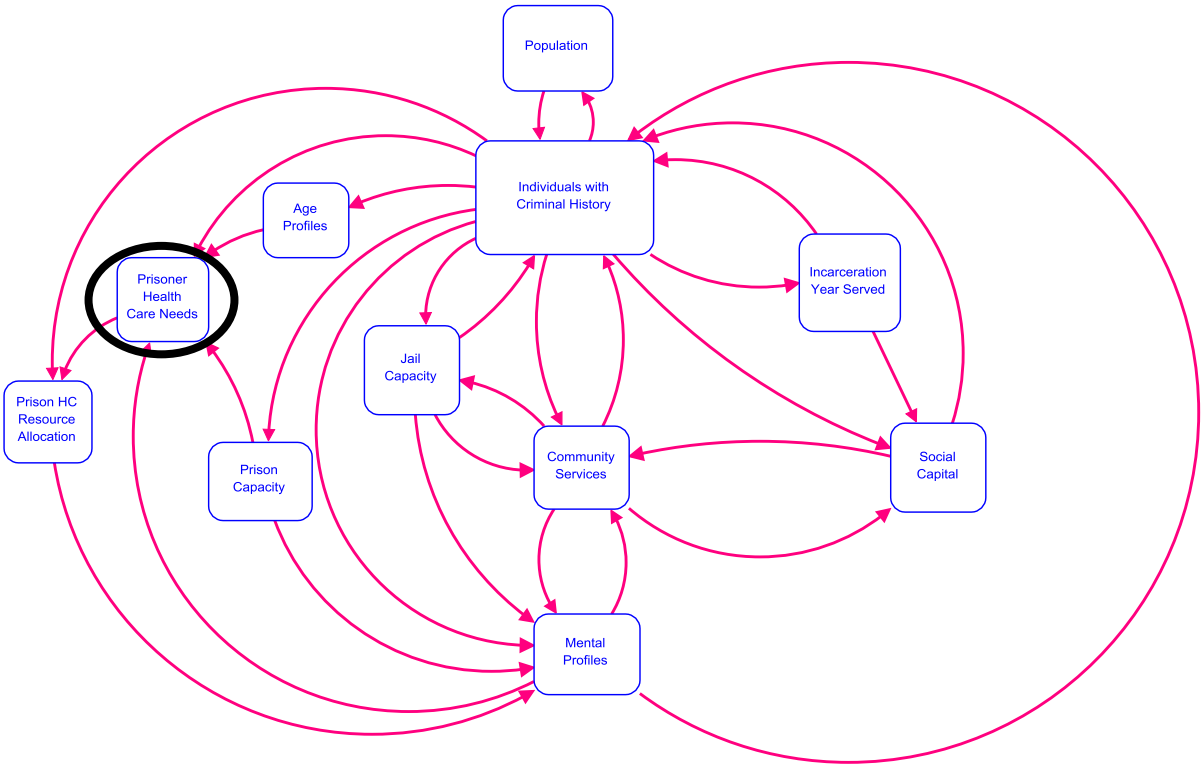 Population
Individuals with
Criminal History
Age
Profiles
Prisoner
Health
Care Needs
Incarceration
Year Served
Jail
Capacity
Prison HC
Resource
Allocation
Prison
Capacity
Community
Services
Social
Capital
Mental
Profiles